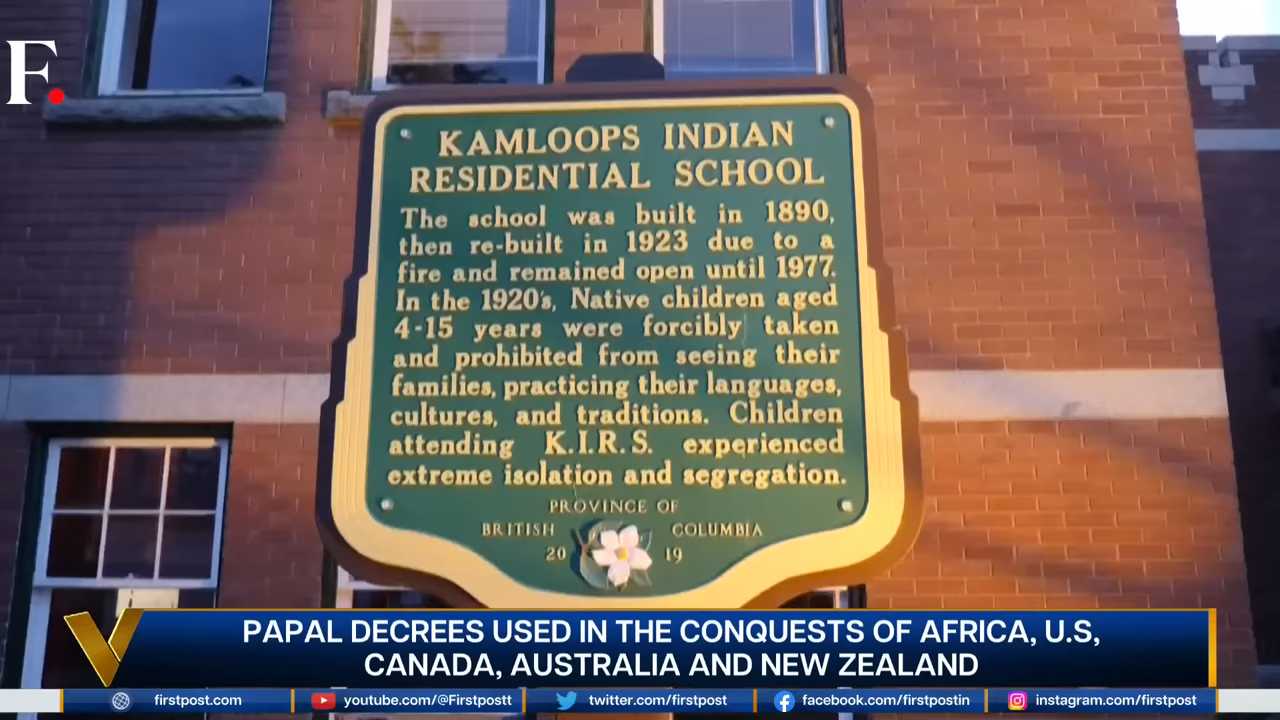 F.
KAMLOOPS INDIAN
RESIDENTIAL SCHOOL
The school was built in 1890,
then re-built in 1923 due to a
fire and remained open until 1977.
In the 1920's, Native children aged
4-15 years were forcibly taken
and prohibited from seeing their
families, practicing their languages,
cultures, and traditions. Children
attending K.I.R.S. experienced
extreme isolation and segregation.
PROVINCE OF
BRITISH COLUMBIA
20 19
PAPAL DECREES USED IN THE CONQUESTS OF AFRICA, U.S,
CANADA, AUSTRALIA AND NEW ZEALAND
firstpost.com youtube.com/@Firstpostt twitter.com/firstpost facebook.com/firstpostin instagram.com/firstpost